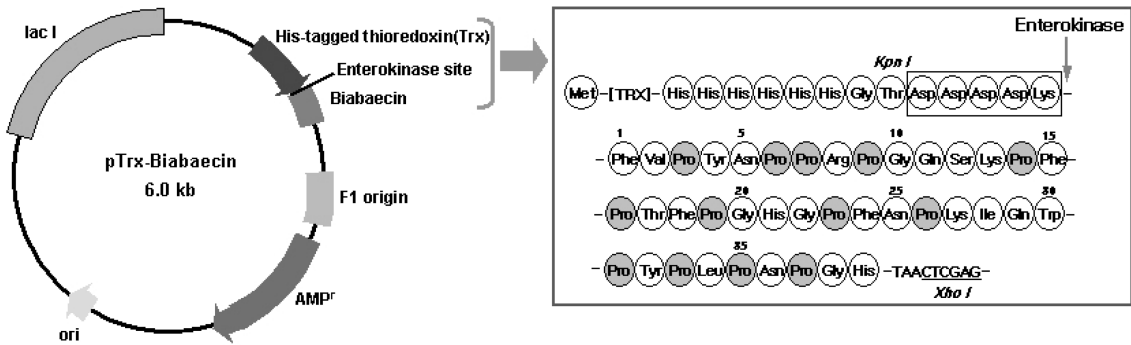 lac I
His-tagged thioredoxin(Trx)
Enterokinase site
Biabaecin
pTrx-Biabaecin
6.0 kb
F1 origin
AMPr
ori
Enterokinase
Kpn I
Met –[TRX]– His His His His His His Gly Thr Asp Asp Asp Asp Lys –
1 5 10 15
– Phe Val Pro Tyr Asn Pro Pro Arg Pro Gly Gln Ser Lys Pro Phe –
20 25 30
– Pro Thr Phe Pro Gly His Gly Pro Phe Asn Pro Lys Ile Gln Trp –
35
– Pro Tyr Pro Leu Pro Asn Pro Gly His –TAACTCGAG–
Xho I